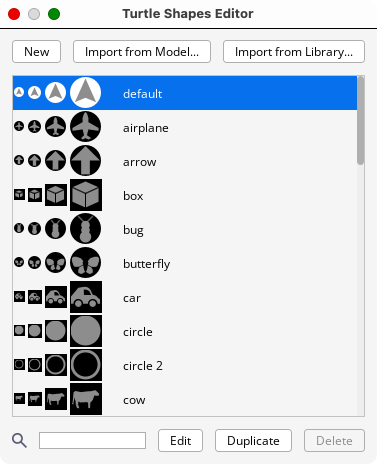 Turtle Shapes Editor
New Import from Model... Import from Library...
default
airplane
arrow
box
bug
butterfly
car
circle
circle 2
cow
Edit Duplicate Delete